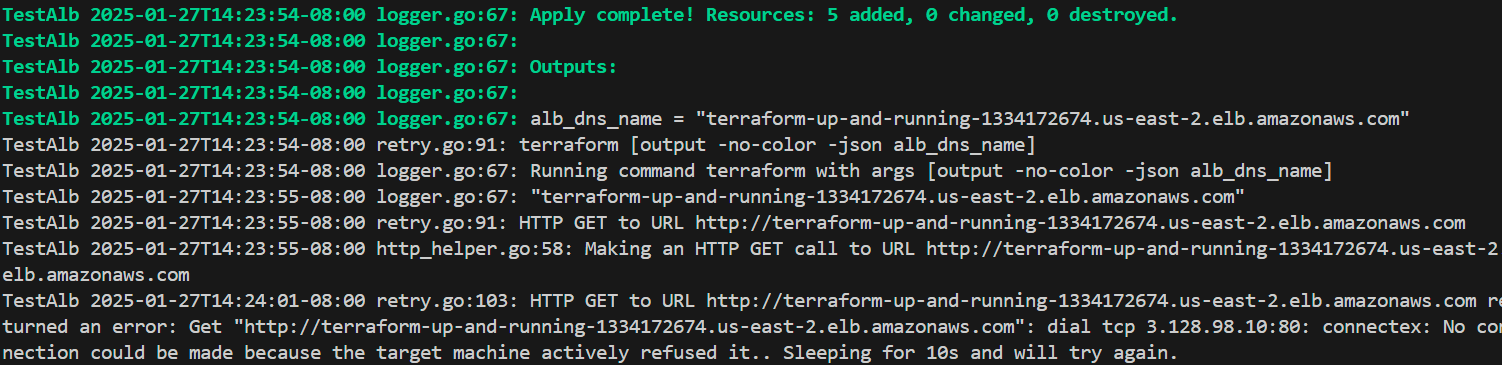 TestAlb 2025-01-27T14:23:54-08:00 logger.go:67: Apply complete! Resources: 5 added, 0 changed, 0 destroyed.
TestAlb 2025-01-27T14:23:54-08:00 logger.go:67:
TestAlb 2025-01-27T14:23:54-08:00 logger.go:67: Outputs:
TestAlb 2025-01-27T14:23:54-08:00 logger.go:67:
TestAlb 2025-01-27T14:23:54-08:00 logger.go:67: alb_dns_name = "terraform-up-and-running-1334172674.us-east-2.elb.amazonaws.com"
TestAlb 2025-01-27T14:23:54-08:00 retry.go:91: terraform [output -no-color -json alb_dns_name]
TestAlb 2025-01-27T14:23:54-08:00 logger.go:67: Running command terraform with args [output -no-color -json alb_dns_name]
TestAlb 2025-01-27T14:23:55-08:00 logger.go:67: "terraform-up-and-running-1334172674.us-east-2.elb.amazonaws.com"
TestAlb 2025-01-27T14:23:55-08:00 retry.go:91: HTTP GET to URL http://terraform-up-and-running-1334172674.us-east-2.elb.amazonaws.com
TestAlb 2025-01-27T14:23:55-08:00 http_helper.go:58: Making an HTTP GET call to URL http://terraform-up-and-running-1334172674.us-east-2
elb.amazonaws.com
TestAlb 2025-01-27T14:24:01-08:00 retry.go:103: HTTP GET to URL http://terraform-up-and-running-1334172674.us-east-2.elb.amazonaws.com re
turned an error: Get "http://terraform-up-and-running-1334172674.us-east-2.elb.amazonaws.com": dial tcp 3.128.98.10:80: connectex: No con
nection could be made because the target machine actively refused it.. Sleeping for 10s and will try again.